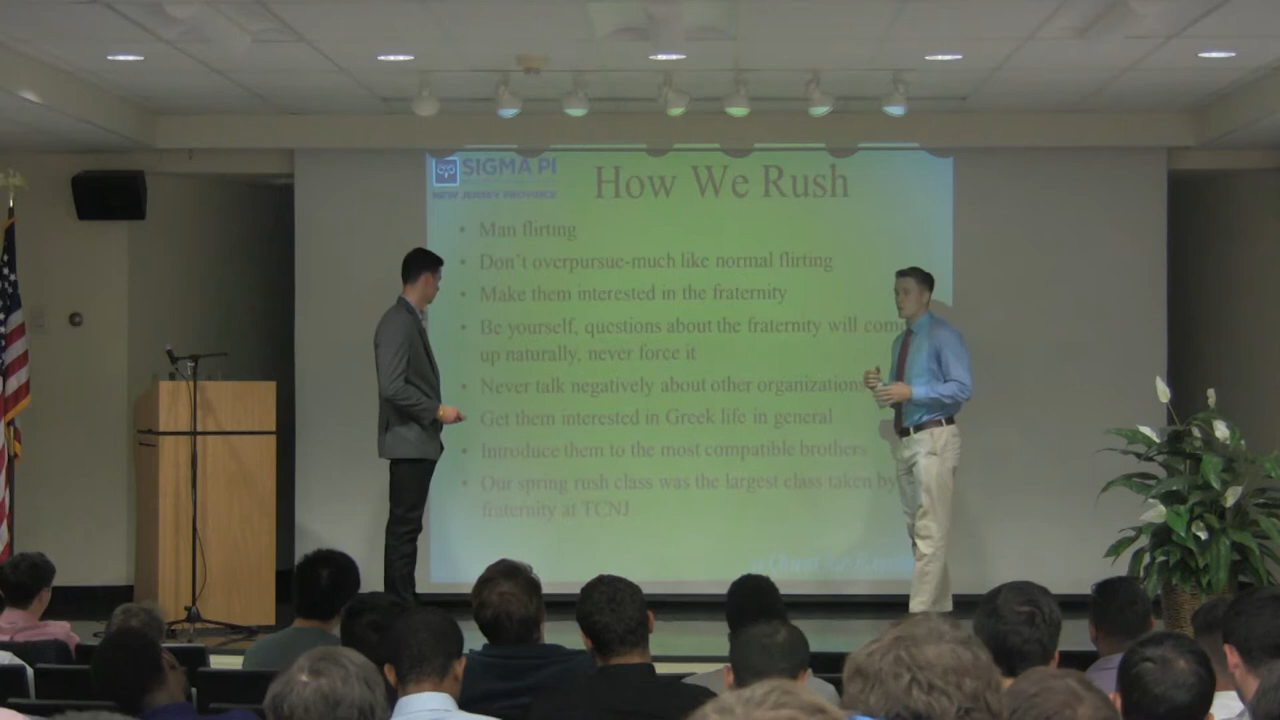 SIGMA PI
NEW JERSEY PROVINCE
How We Rush
• Man flirting
• Don't overpursue-much like normal flirting
• Make them interested in the fraternity
• Be yourself, questions about the fraternity will com
up naturally, never force it
• Never talk negatively about other organizations
• Get them interested in Greek life in general
• Introduce them to the most compatible brothers
• Our spring rush class was the largest class taken by
fraternity at TCNJ